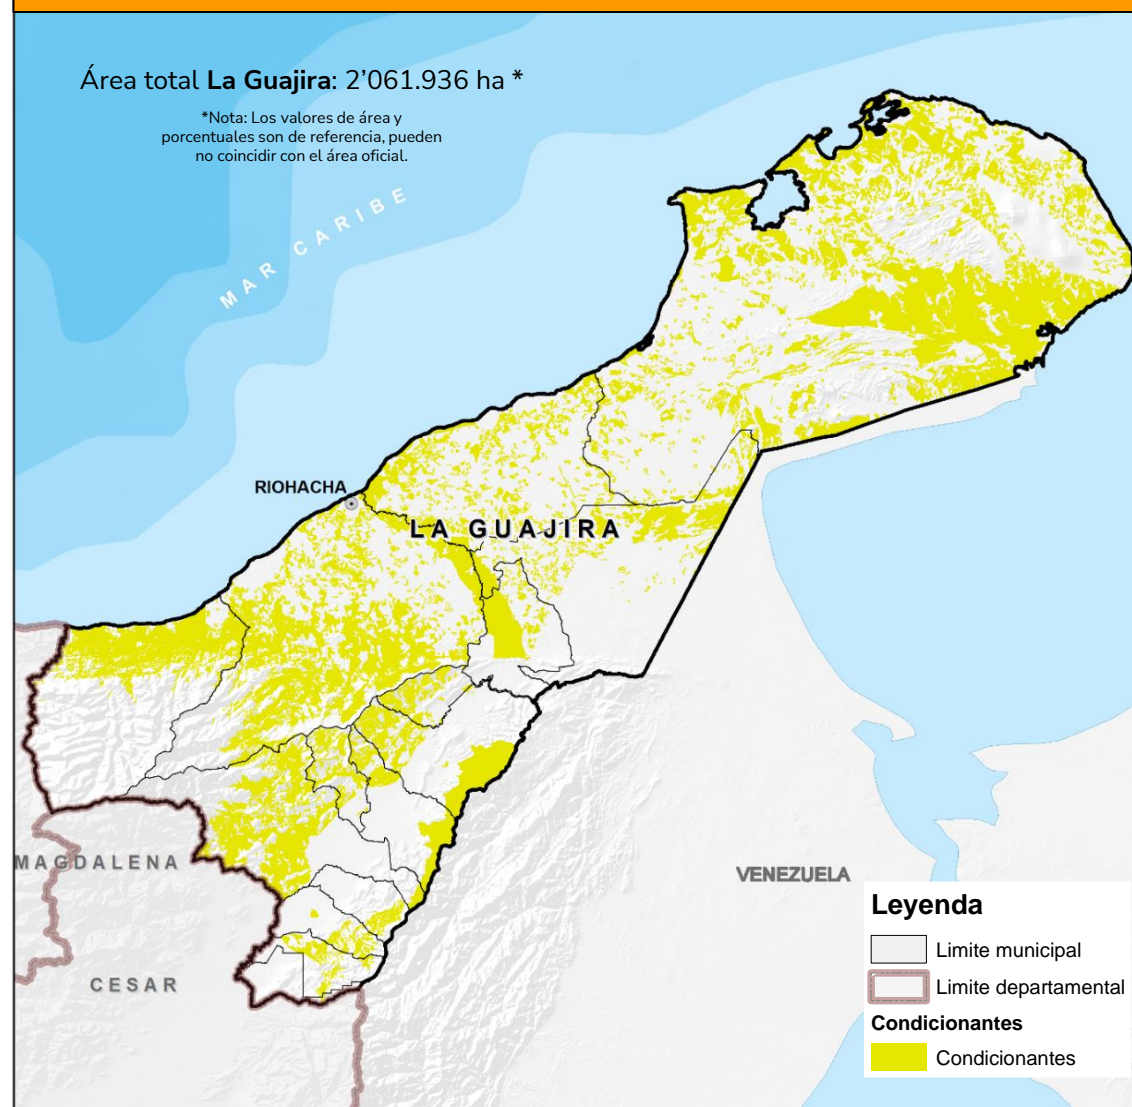 Área total La Guajira: 2’061.936 ha *
*Nota: Los valores de área y
porcentuales son de referencia, pueden
no coincidir con el área oficial.
MAR CARIBE
RIOHACHA
LA GUAJIRA
MAGDALENA
VENEZUELA
CESAR
Leyenda
Limite municipal
Limite departamental
Condicionantes
Condicionantes